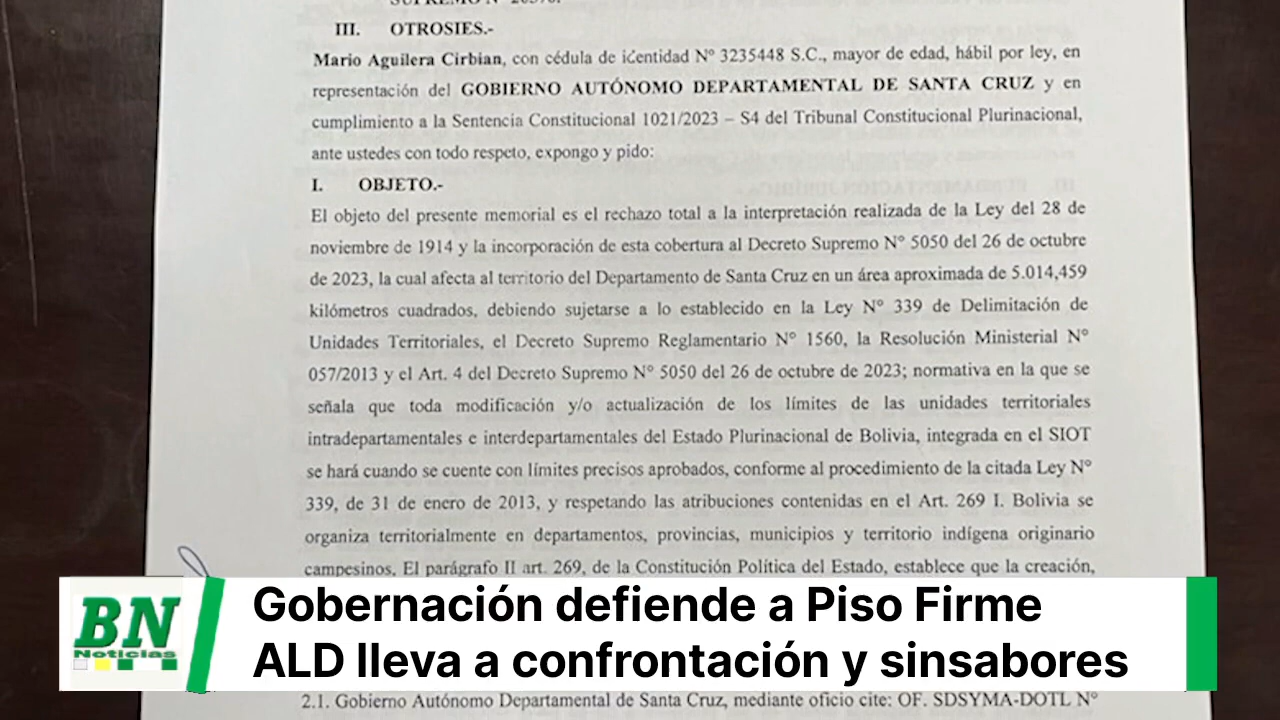 III. OTROSIES.-
Mario Aguilera Cirbian, con cédula de identidad Nº 3235448 S.C., mayor de edad, hábil por ley, en
representación del GOBIERNO AUTÓNOMO DEPARTAMENTAL DE SANTA CRUZ y en
cumplimiento a la Sentencia Constitucional 1021/2023 – S4 del Tribunal Constitucional Plurinacional,
ante ustedes con todo respeto, expongo y pido:
I. OBJETO.-
El objeto del presente memorial es el rechazo total a la interpretación realizada de la Ley del 28 de
noviembre de 1914 y la incorporación de esta cobertura al Decreto Supremo Nº 5050 del 26 de octubre
de 2023, la cual afecta al territorio del Departamento de Santa Cruz en un área aproximada de 5.014,459
kilómetros cuadrados, debiendo sujetarse a lo establecido en la Ley Nº 339 de Delimitación de
Unidades Territoriales, el Decreto Supremo Reglamentario Nº 1560, la Resolución Ministerial Nº
057/2013 y el Art. 4 del Decreto Supremo Nº 5050 del 26 de octubre de 2023; normativa en la que se
señala que toda modificación y/o actualización de los límites de las unidades territoriales
intradepartamentales e interdepartamentales del Estado Plurinacional de Bolivia, integrada en el SIOT
se hará cuando se cuente con límites precisos aprobados, conforme al procedimiento de la citada Ley Nº
339, de 31 de enero de 2013, y respetando las atribuciones contenidas en el Art. 269 I. Bolivia se
organiza territorialmente en departamentos, provincias, municipios y territorio indígena originario
campesinos. El parágrafo II art. 269, de la Constitución Política del Estado, establece que la creación,
BN
Noticias
Gobernación defiende a Piso Firme
ALD lleva a confrontación y sinsabores
2.1. Gobierno Autónomo Departamental de Santa Cruz, mediante oficio cite: OF. SDSYMA-DOTL Nº